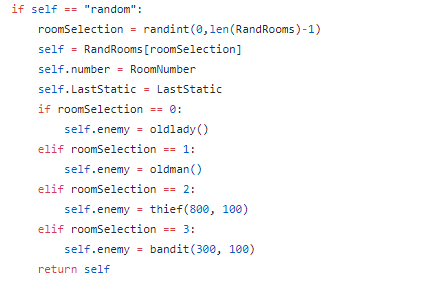 if self == "random":
roomSelection = randint(0,len(RandRooms)-1)
self = RandRooms[roomSelection]
self.number = RoomNumber
self.LastStatic = LastStatic
if roomSelection == 0:
self.enemy = oldlady()
elif roomSelection == 1:
self.enemy = oldman()
elif roomSelection == 2:
self.enemy = thief(800, 100)
elif roomSelection == 3:
self.enemy = bandit(300, 100)
return self